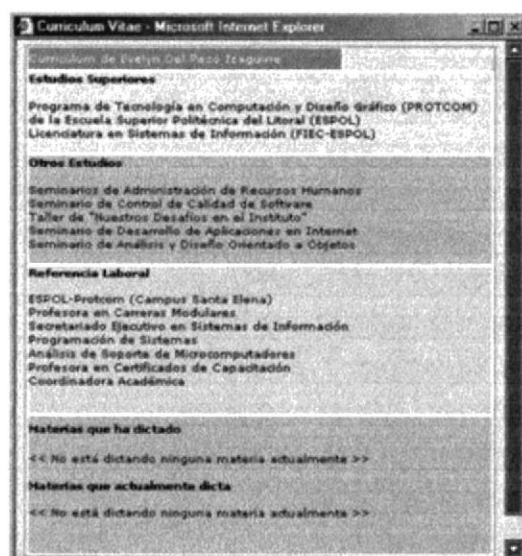 Curriculum Vitae - Microsoft Internet Explorer
Curriculum de Evelyn Del Pezo Izaguirre
Estudios Superiores
Programa de Tecnología en Computación y Diseño Gráfico (PROTCOM)
de la Escuela Superior Politécnica del Litoral (ESPOL)
Licenciatura en Sistemas de Información (FIEC-ESPOL)
Otros Estudios
Seminarios de Administración de Recursos Humanos
Seminario de Control de Calidad de Software
Taller de "Nuestros Desafíos en el Instituto"
Seminario de Desarrollo de Aplicaciones en Internet
Seminario de Análisis y Diseño Orientado a Objetos
Referencia Laboral
ESPOL-Protcom (Campus Santa Elena)
Profesora en Carreras Modulares
Secretariado Ejecutivo en Sistemas de Información
Programación de Sistemas
Análisis de Soporte de Microcomputadores
Profesora en Certificados de Capacitación
Coordinadora Académica
Materias que ha dictado
<< No está dictando ninguna materia actualmente >>
Materias que actualmente dicta
<< No está dictando ninguna materia actualmente >>